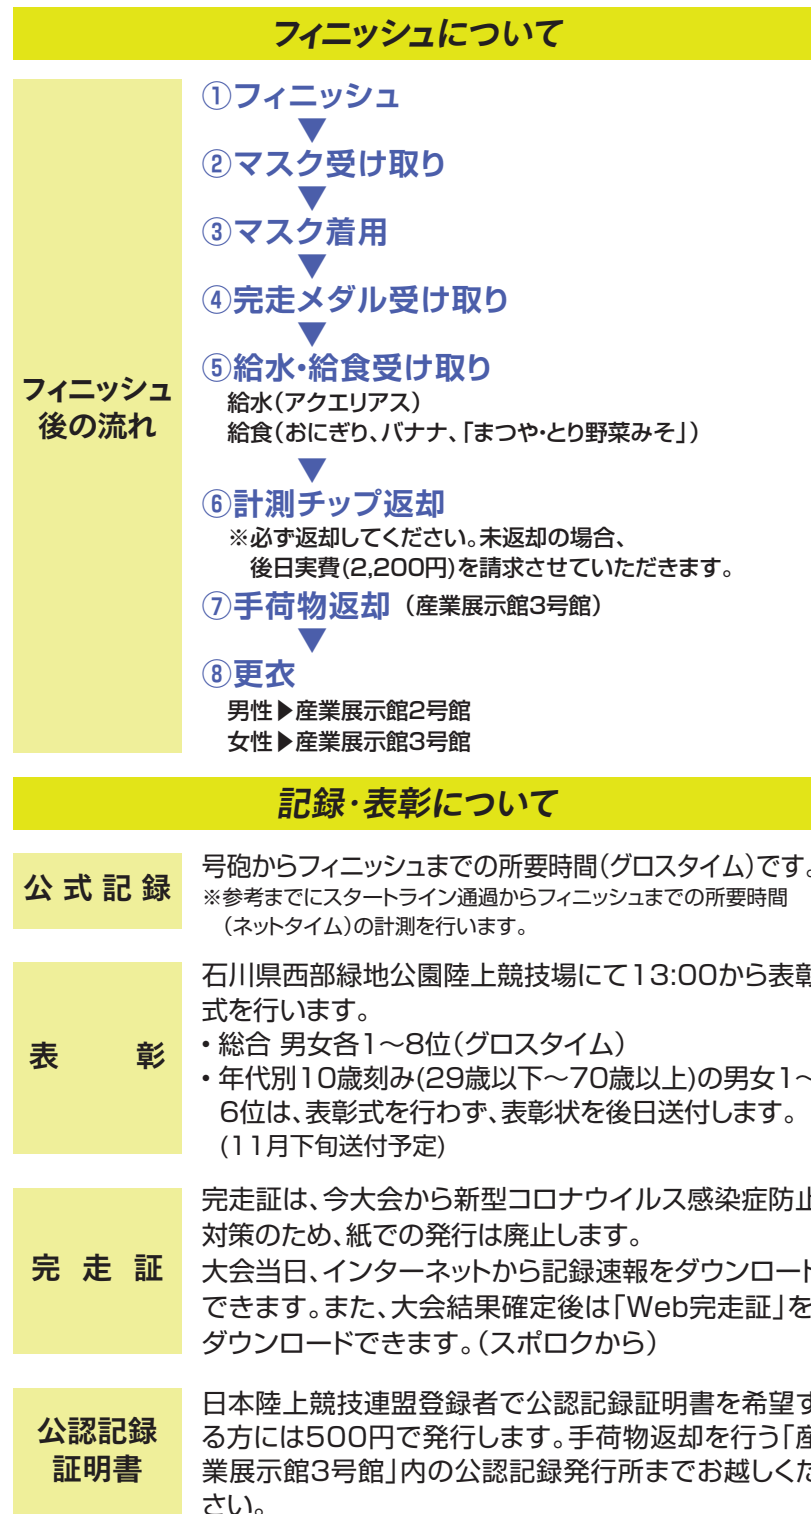 フィニッシュについて
フィニッシュ
後の流れ
①フィニッシュ
▼
②マスク受け取り
▼
③マスク着用
▼
④完走メダル受け取り
▼
⑤給水・給食受け取り
給水（アクエリアス）
給食（おにぎり、バナナ、「まつや・とり野菜みそ」）
▼
⑥計測チップ返却
※必ず返却してください。未返却の場合、
後日実費(2,200円)を請求させていただきます。
⑦手荷物返却（産業展示館3号館）
▼
⑧更衣
男性▶産業展示館2号館
女性▶産業展示館3号館
記録・表彰について
公式記録
号砲からフィニッシュまでの所要時間（グロスタイム）です。
※参考までにスタートライン通過からフィニッシュまでの所要時間
（ネットタイム）の計測を行います。
表彰
石川県西部緑地公園陸上競技場にて13:00から表彰
式を行います。
・総合 男女各1～8位（グロスタイム）
・年代別10歳刻み(29歳以下～70歳以上)の男女1～
6位は、表彰式を行わず、表彰状を後日送付します。
(11月下旬送付予定)
完走証
完走証は、今大会から新型コロナウイルス感染症防止
対策のため、紙での発行は廃止します。
大会当日、インターネットから記録速報をダウンロード
できます。また、大会結果確定後は「Web完走証」を
ダウンロードできます。（スポロクから）
公認記録
証明書
日本陸上競技連盟登録者で公認記録証明書を希望す
る方には500円で発行します。手荷物返却を行う「産
業展示館3号館」内の公認記録発行所までお越しくだ
さい。